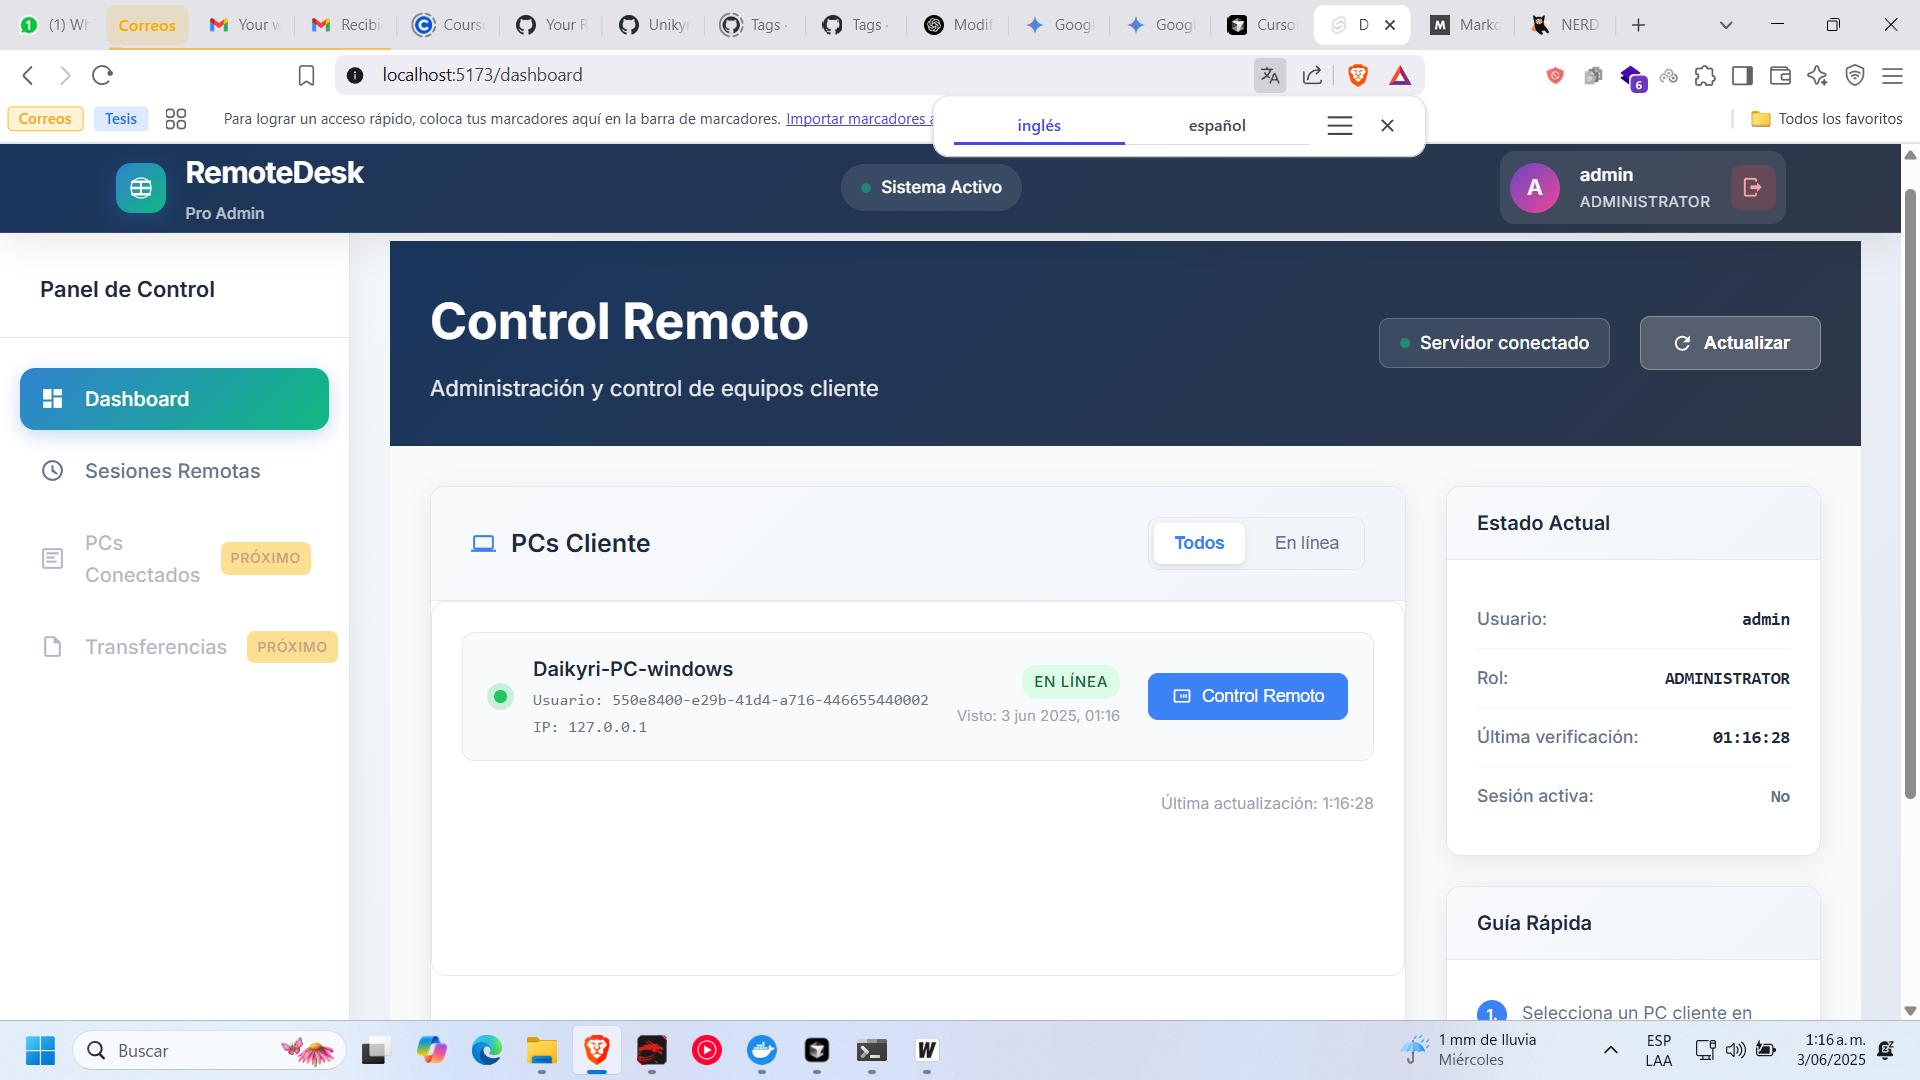 (1) Wh
Correos
Your w
Recibi
Cours
Your R
Unikyr
Tags ·
Tags ·
Modif
Googl
Googl
Curso
D
Marko
NERD
localhost:5173/dashboard
6
Correos
Tesis
Para lograr un acceso rápido, coloca tus marcadores aquí en la barra de marcadores. Importar marcadores a
Todos los favoritos
inglés
español
RemoteDesk
Pro Admin
Sistema Activo
A
admin
ADMINISTRATOR
Panel de Control
Dashboard
Sesiones Remotas
PCs
Conectados
PRÓXIMO
Transferencias
PRÓXIMO
Control Remoto
Administración y control de equipos cliente
Servidor conectado
Actualizar
PCs Cliente
Todos
En línea
Daikyri-PC-windows
Usuario: 550e8400-e29b-41d4-a716-446655440002
IP: 127.0.0.1
EN LÍNEA
Visto: 3 jun 2025, 01:16
Control Remoto
Última actualización: 1:16:28
Estado Actual
Usuario: admin
Rol: ADMINISTRATOR
Última verificación: 01:16:28
Sesión activa: No
Guía Rápida
1. Selecciona un PC cliente en
Buscar
1 mm de lluvia
Miércoles
ESP
LAA
1:16 a. m.
3/06/2025